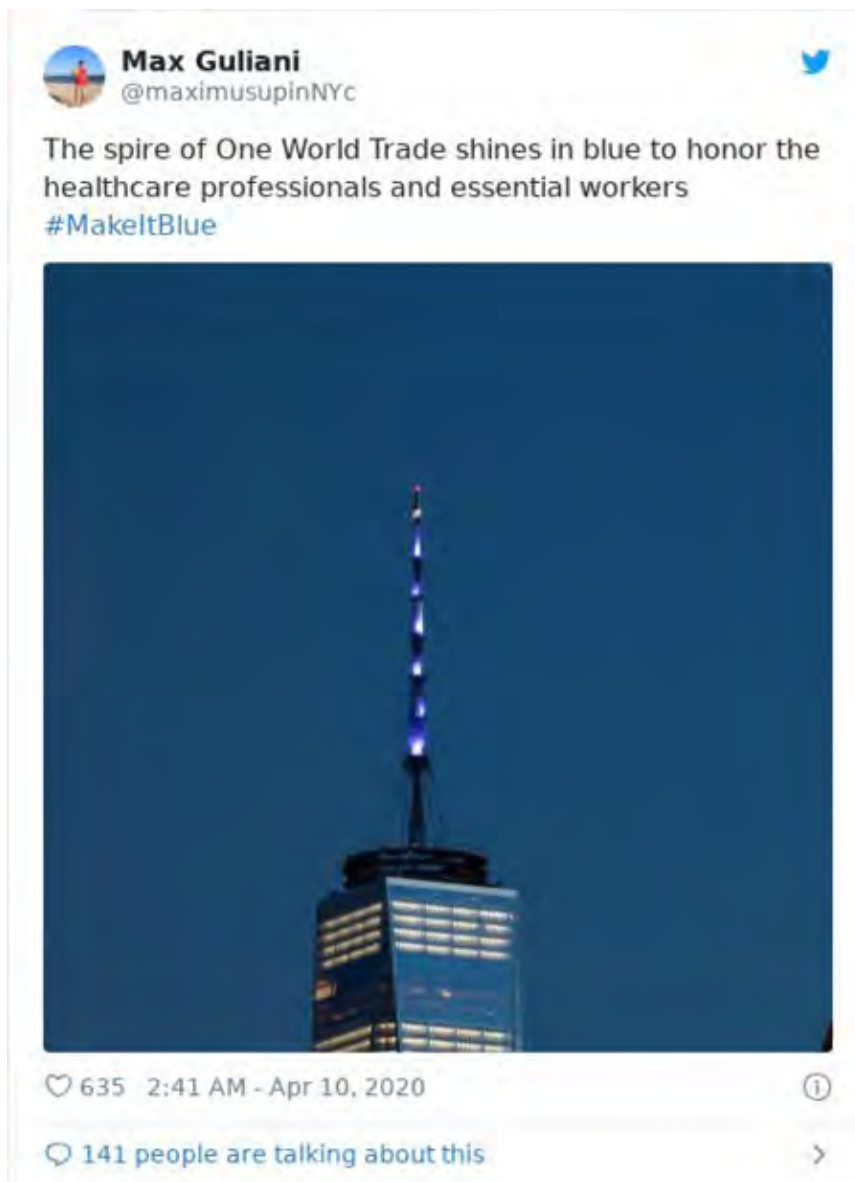 Max Guliani
@maximusupinNYc
The spire of One World Trade shines in blue to honor the
healthcare professionals and essential workers
#MakeItBlue
635 2:41 AM - Apr 10, 2020
141 people are talking about this